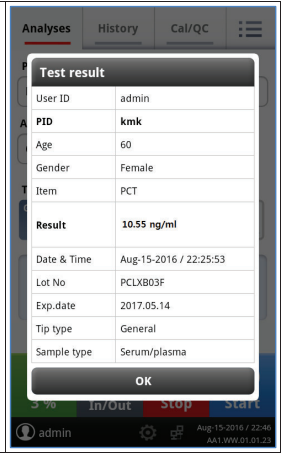 Analyses History Cal/QC
P
Test result
User ID admin
PID kmk
A
Age 60
Gender Female
Item PCT
T
Result 10.55 ng/ml
Date & Time Aug-15-2016 / 22:25:53
Lot No PCLXB03F
Exp.date 2017.05.14
Tip type General
Sample type Serum/plasma
OK
3 % In/Out Stop Start
admin Aug-15-2016 / 22:46
AA1.WW.01.01.23